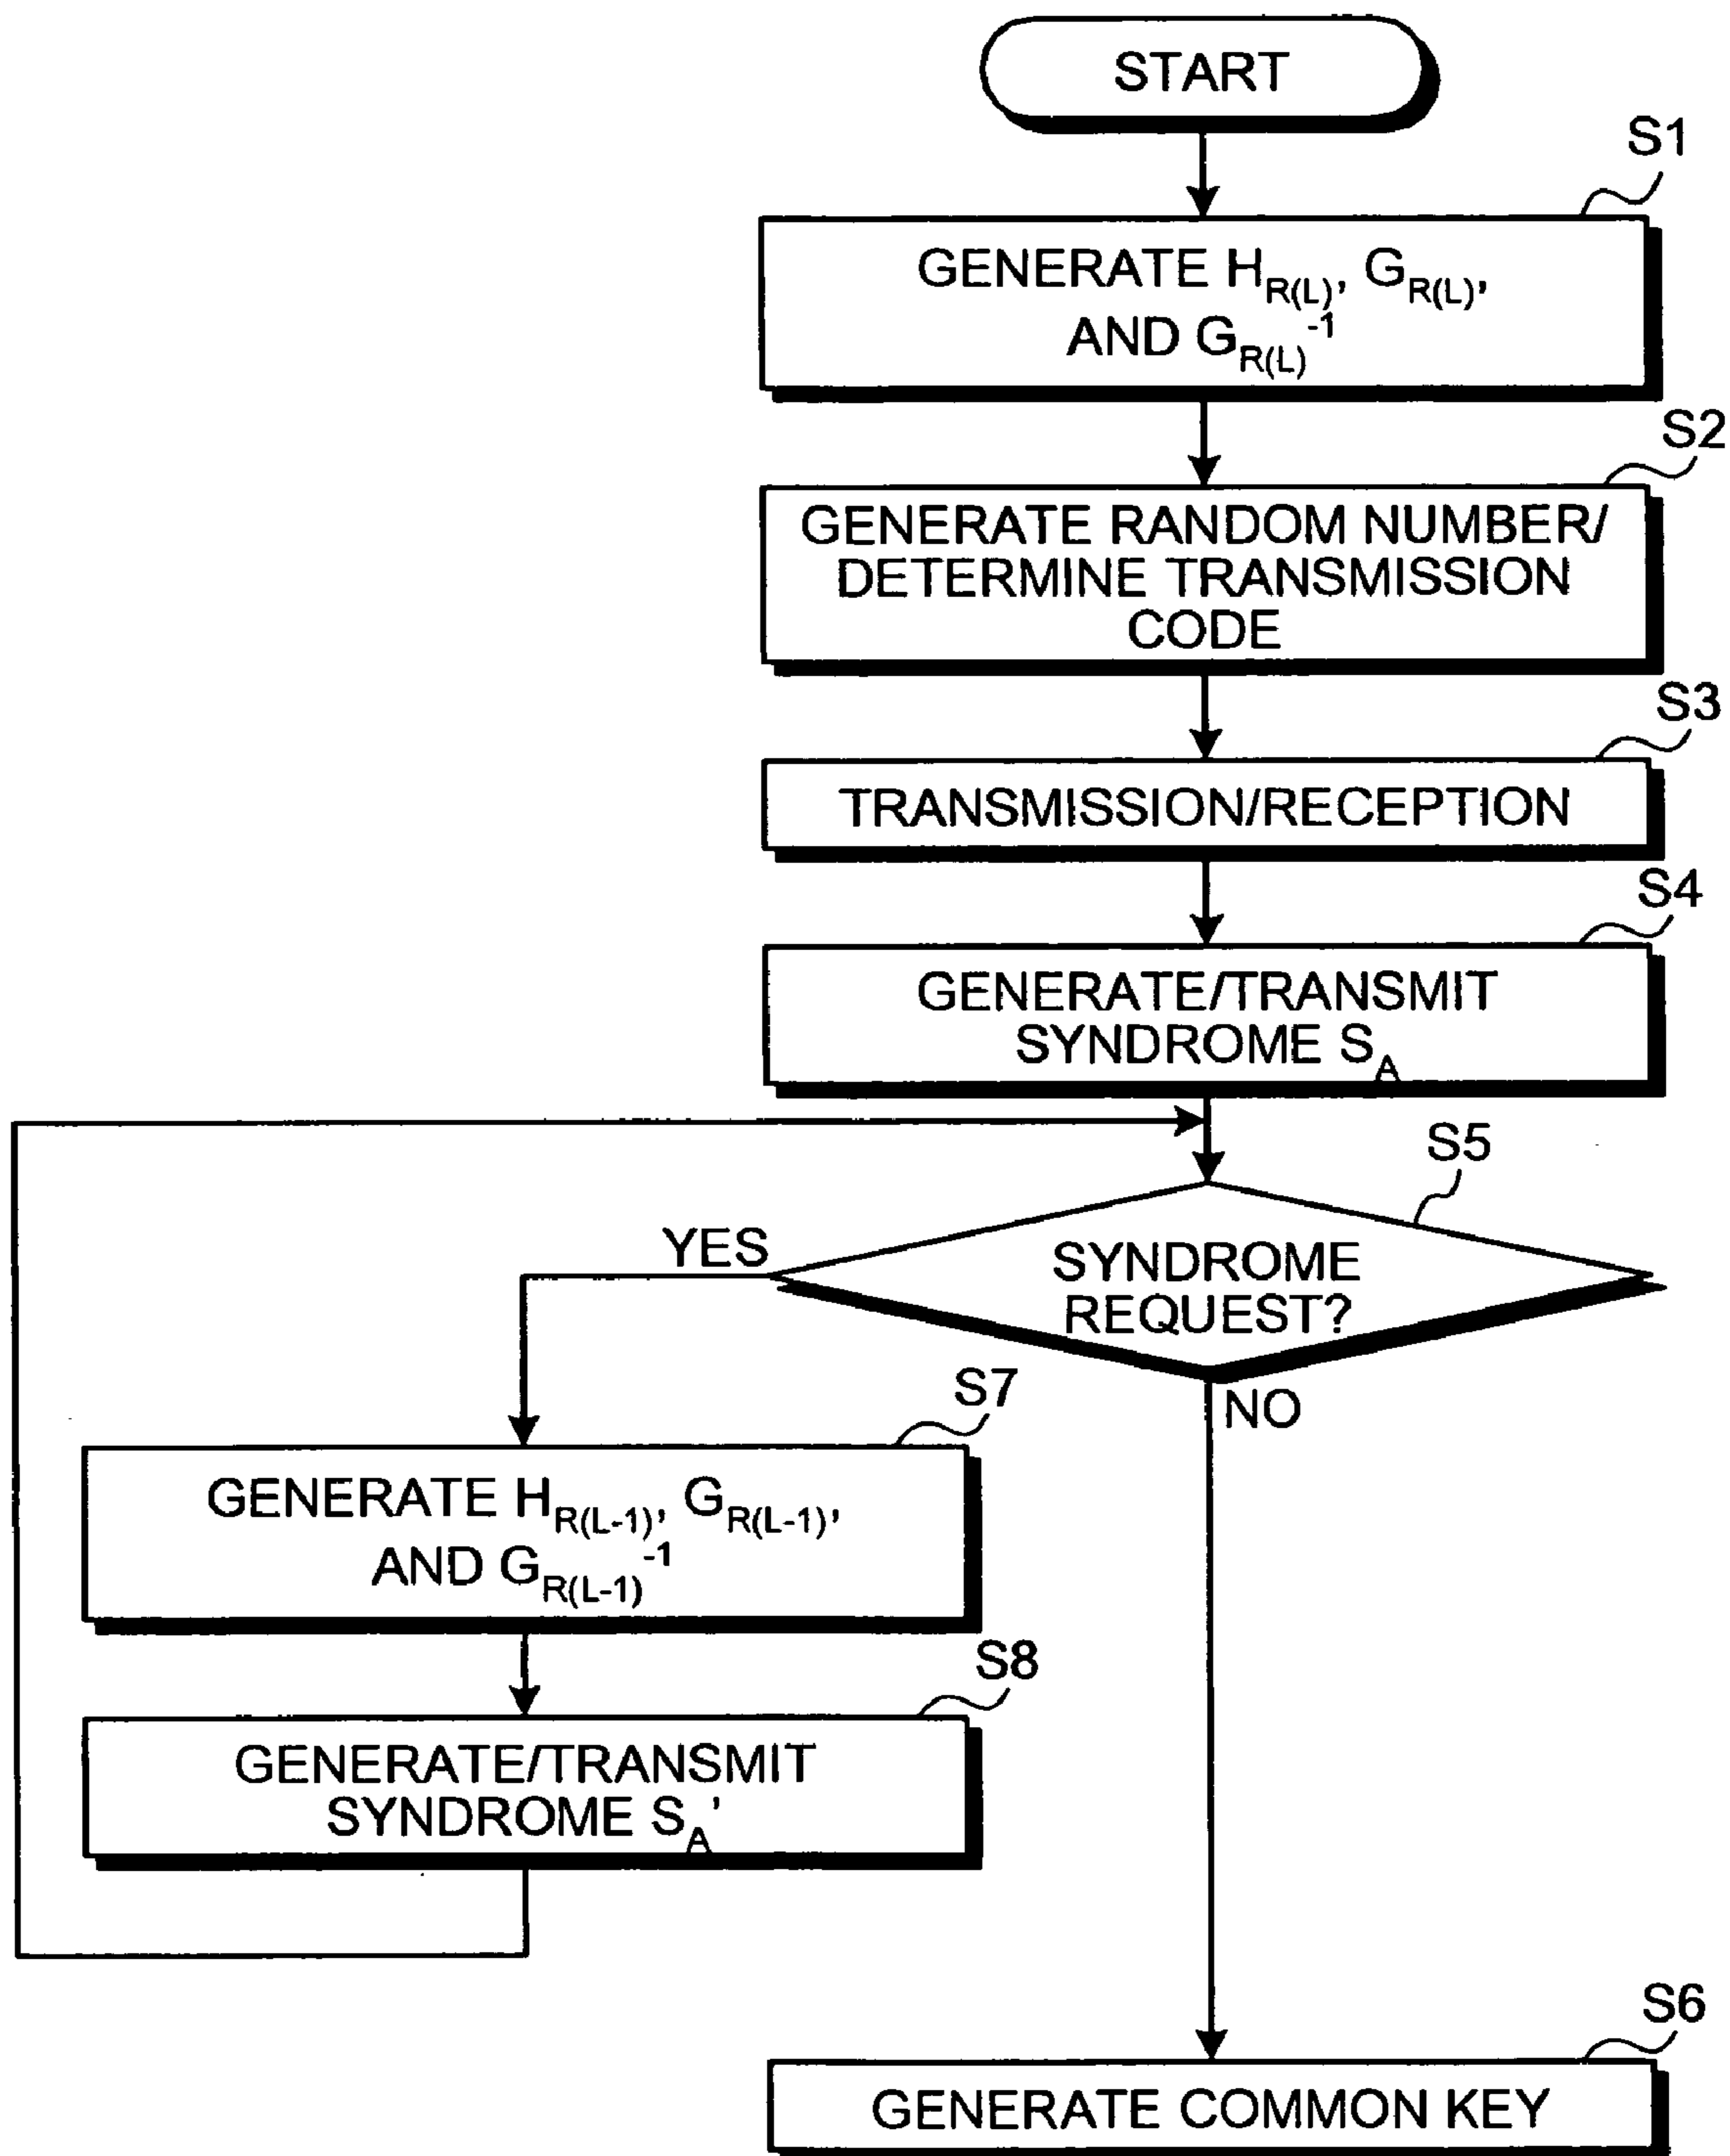 START
S1
GENERATE H_R(L), G_R(L),
AND G_R(L)^-1
S2
GENERATE RANDOM NUMBER/
DETERMINE TRANSMISSION
CODE
S3
TRANSMISSION/RECEPTION
S4
GENERATE/TRANSMIT
SYNDROME S_A
S5
YES
SYNDROME
REQUEST?
NO
S7
GENERATE H_R(L-1), G_R(L-1),
AND G_R(L-1)^-1
S8
GENERATE/TRANSMIT
SYNDROME S_A'
S6
GENERATE COMMON KEY